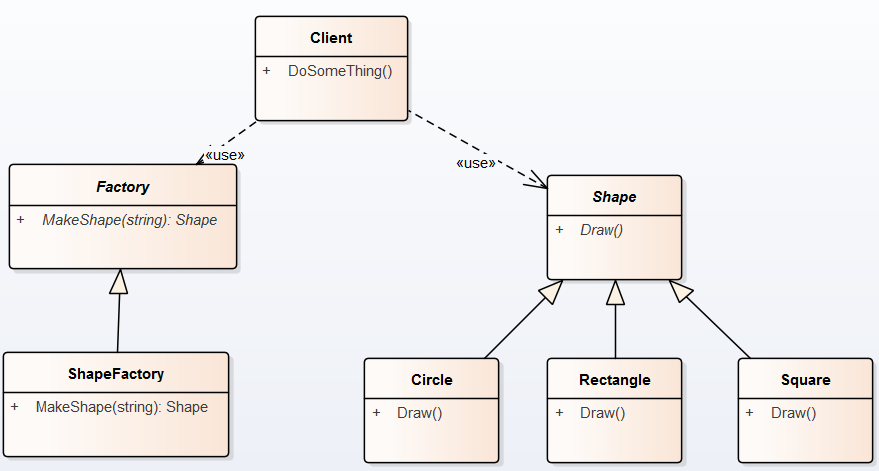 Client
+ DoSomeThing()
«use»
«use»
Factory
+ MakeShape(string): Shape
Shape
+ Draw()
ShapeFactory
+ MakeShape(string): Shape
Circle
+ Draw()
Rectangle
+ Draw()
Square
+ Draw()